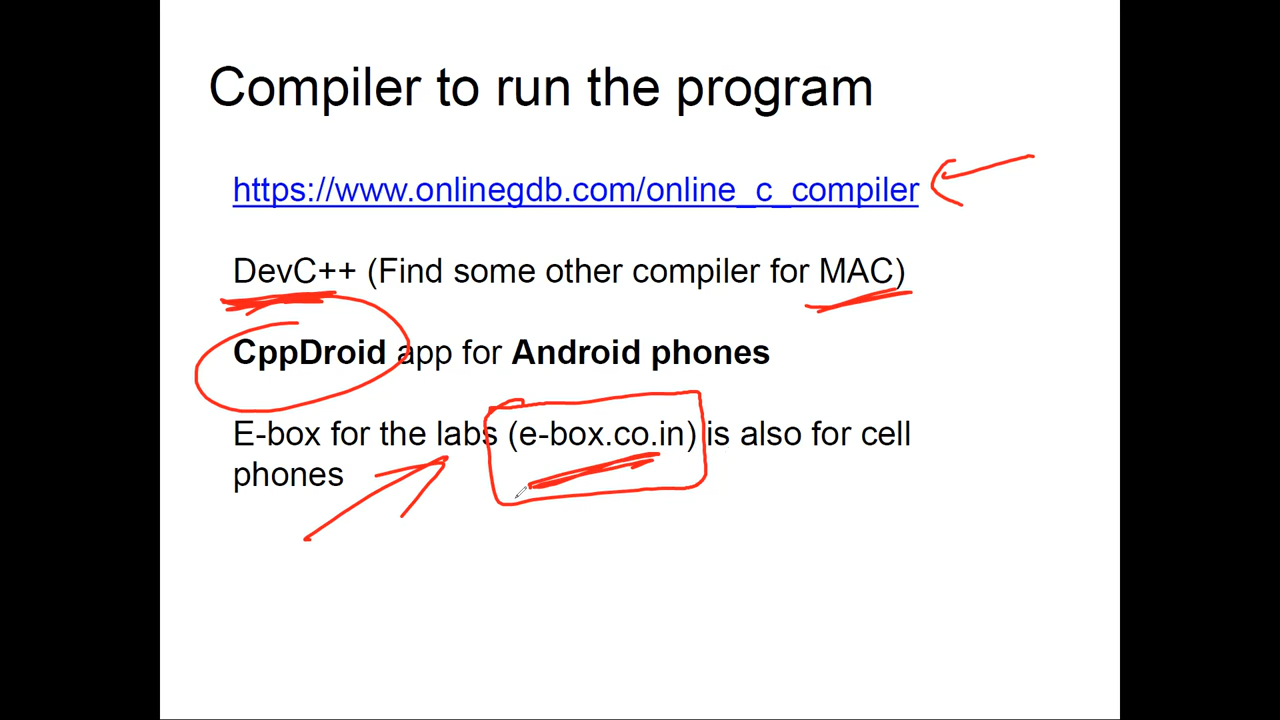 Compiler to run the program
https://www.onlinegdb.com/online_c_compiler
DevC++ (Find some other compiler for MAC)
CppDroid app for Android phones
E-box for the labs (e-box.co.in) is also for cell
phones